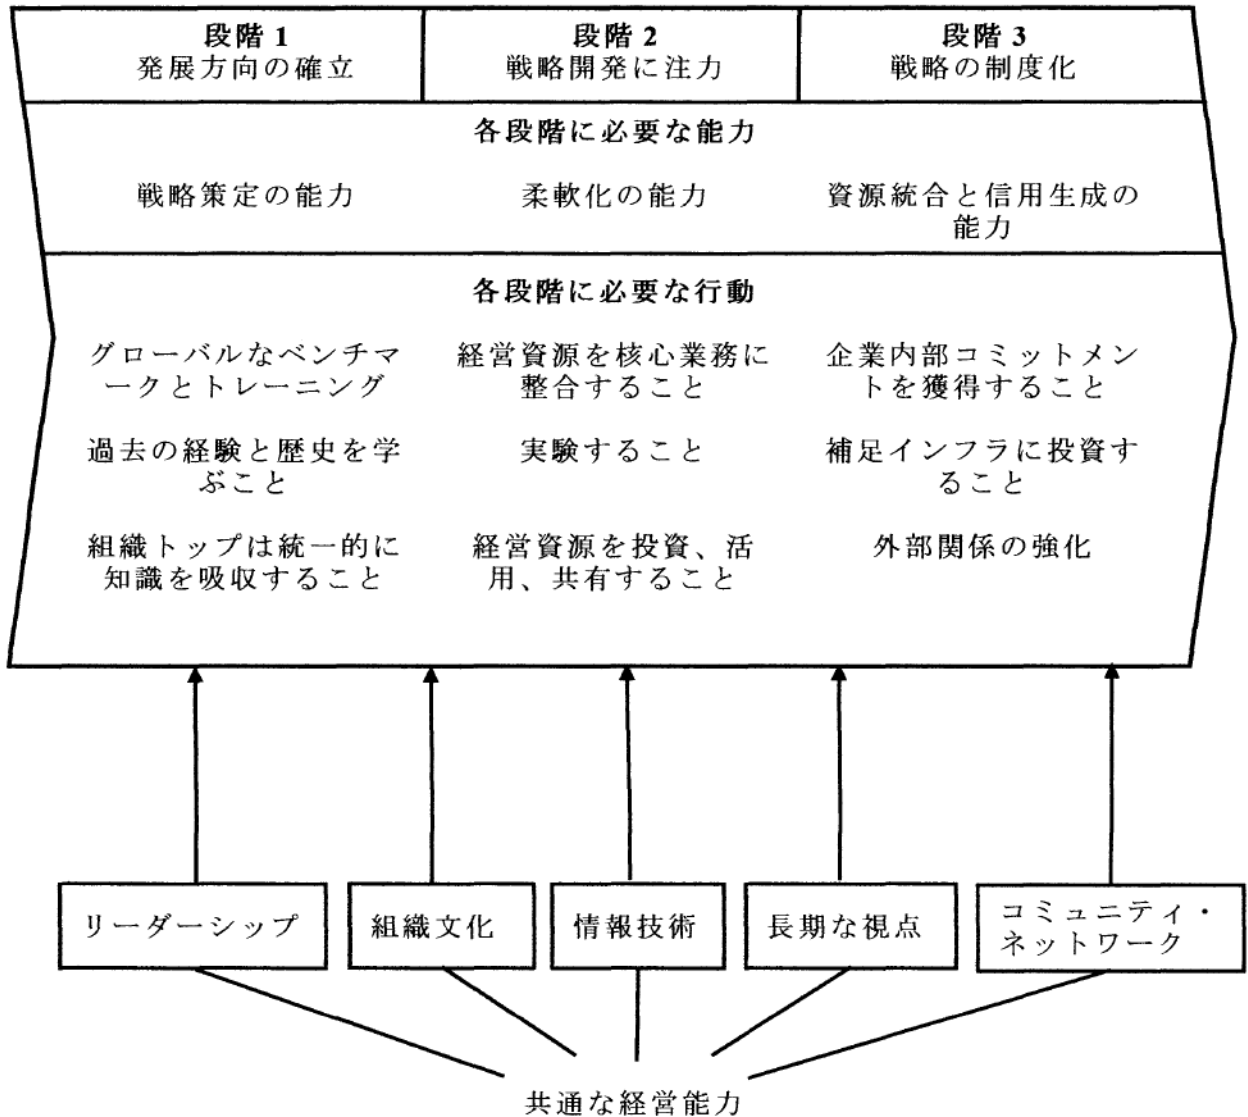 段階 1
発展方向の確立
段階 2
戦略開発に注力
段階 3
戦略の制度化
各段階に必要な能力
戦略策定の能力
柔軟化の能力
資源統合と信用生成の
能力
各段階に必要な行動
グローバルなベンチマ
ークとトレーニング
経営資源を核心業務に
整合すること
企業内部コミットメン
トを獲得すること
過去の経験と歴史を学
ぶこと
実験すること
補足インフラに投資す
ること
組織トップは統一的に
知識を吸収すること
経営資源を投資、活
用、共有すること
外部関係の強化
リーダーシップ
組織文化
情報技術
長期な視点
コミュニティ・
ネットワーク
共通な経営能力